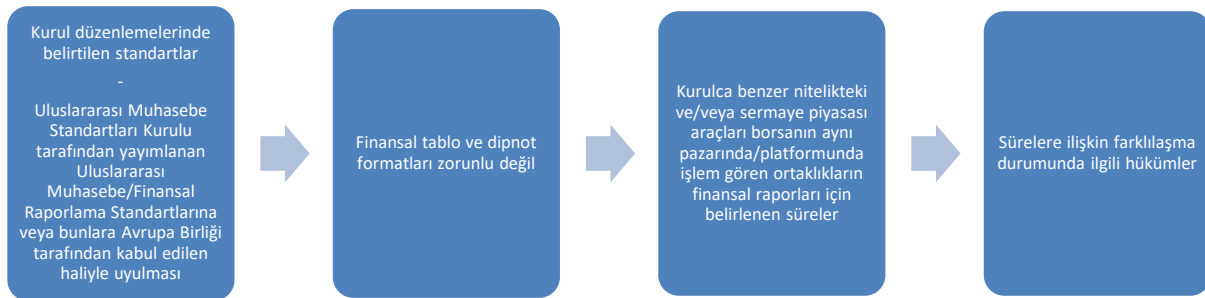 Kurul düzenlemelerinde
belirtilen standartlar
-
Uluslararası Muhasebe
Standartları Kurulu
tarafından yayımlanan
Uluslararası
Muhasebe/Finansal
Raporlama Standartlarına
veya bunlara Avrupa Birliği
tarafından kabul edilen
haliyle uyulması
Finansal tablo ve dipnot
formatları zorunlu değil
Kurulca benzer nitelikteki
ve/veya sermaye piyasası
araçları borsanın aynı
pazarında/platformunda
işlem gören ortaklıkların
finansal raporları için
belirlenen süreler
Sürelere ilişkin farklılaşma
durumunda ilgili hükümler